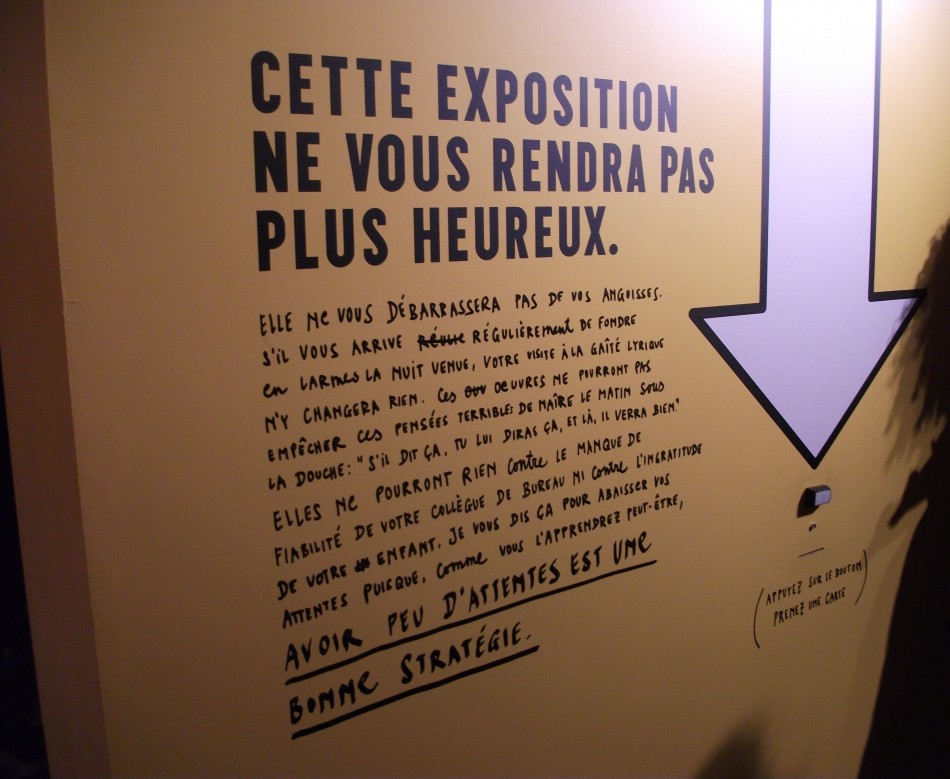 CETTE EXPOSITION
NE VOUS RENDRA PAS
PLUS HEUREUX.
ELLE NE VOUS DÉBARRASSERA PAS DE VOS ANGOISSES.
S'IL VOUS ARRIVE RÉGULIÈREMENT DE FONDRE
EN LARMES LA NUIT VENUE, VOTRE VISITE À LA GAÎTÉ LYRIQUE
N'Y CHANGERA RIEN. CES OEUVRES NE POURRONT PAS
EMPÊCHER CES PENSÉES TERRIBLES DE NAÎRE LE MATIN SOUS
LA DOUCHE: "S'IL DIT ÇA, TU LUI DIRAS ÇA, ET LÀ, IL VERRA BIEN."
ELLES NE POURRONT RIEN CONTRE LE MANQUE DE
FIABILITÉ DE VOTRE COLLÈGUE DE BUREAU NI CONTRE L'INGRATITUDE
DE VOTRE ENFANT. JE VOUS DIS ÇA POUR ABAISSER VOS
ATTENTES PUISQUE, COMME VOUS L'APPRENDREZ PEUT-ÊTRE,
AVOIR PEU D'ATTENTES EST UNE
BONNE STRATÉGIE.
(APPUYEZ SUR LE BOUTON
PRENEZ UNE CARTE)